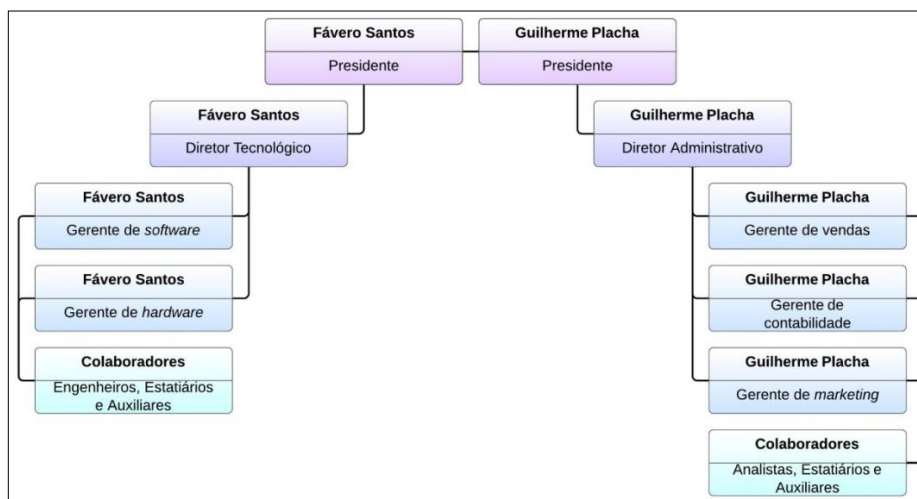 Fávero Santos
Presidente
Guilherme Placha
Presidente
Fávero Santos
Diretor Tecnológico
Guilherme Placha
Diretor Administrativo
Fávero Santos
Gerente de software
Fávero Santos
Gerente de hardware
Colaboradores
Engenheiros, Estatiários
e Auxiliares
Guilherme Placha
Gerente de vendas
Guilherme Placha
Gerente de
contabilidade
Guilherme Placha
Gerente de marketing
Colaboradores
Analistas, Estatiários e
Auxiliares